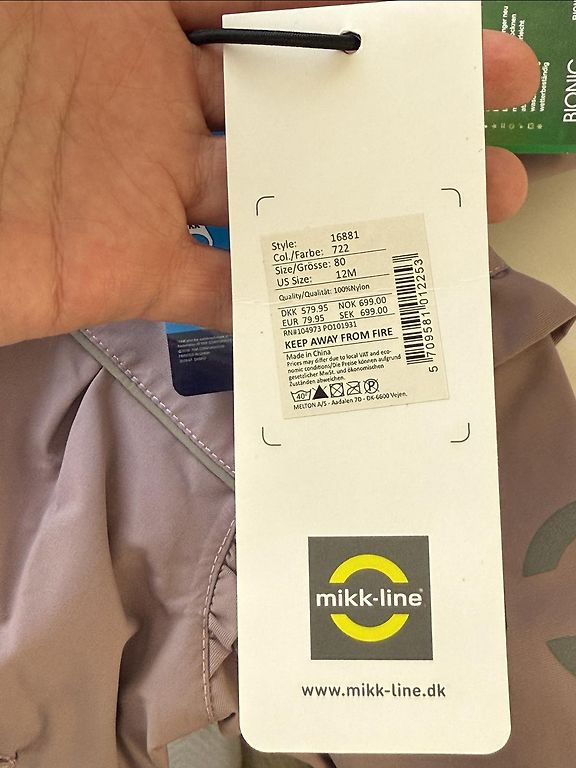 Style: 16881
Col./Farbe: 722
Size/Grösse: 80
US Size: 12M
Quality/Qualität: 100%Nylon
DKK 579.95 NOK 699.00
EUR 79.95 SEK 699.00
RN#104973 PO101931
KEEP AWAY FROM FIRE
Made in China
Prices may differ due to local VAT and eco-
nomic conditions/Die Preise können aufgrund
gesetzlicher MwSt. und ökonomischen
Zuständen abweichen.
40°
P
MELTON A/S - Aadalen 7D - DK-6600 Vejen.
5 709581 012253
mikk-line®
www.mikk-line.dk
wetterbeständig
BIONIC